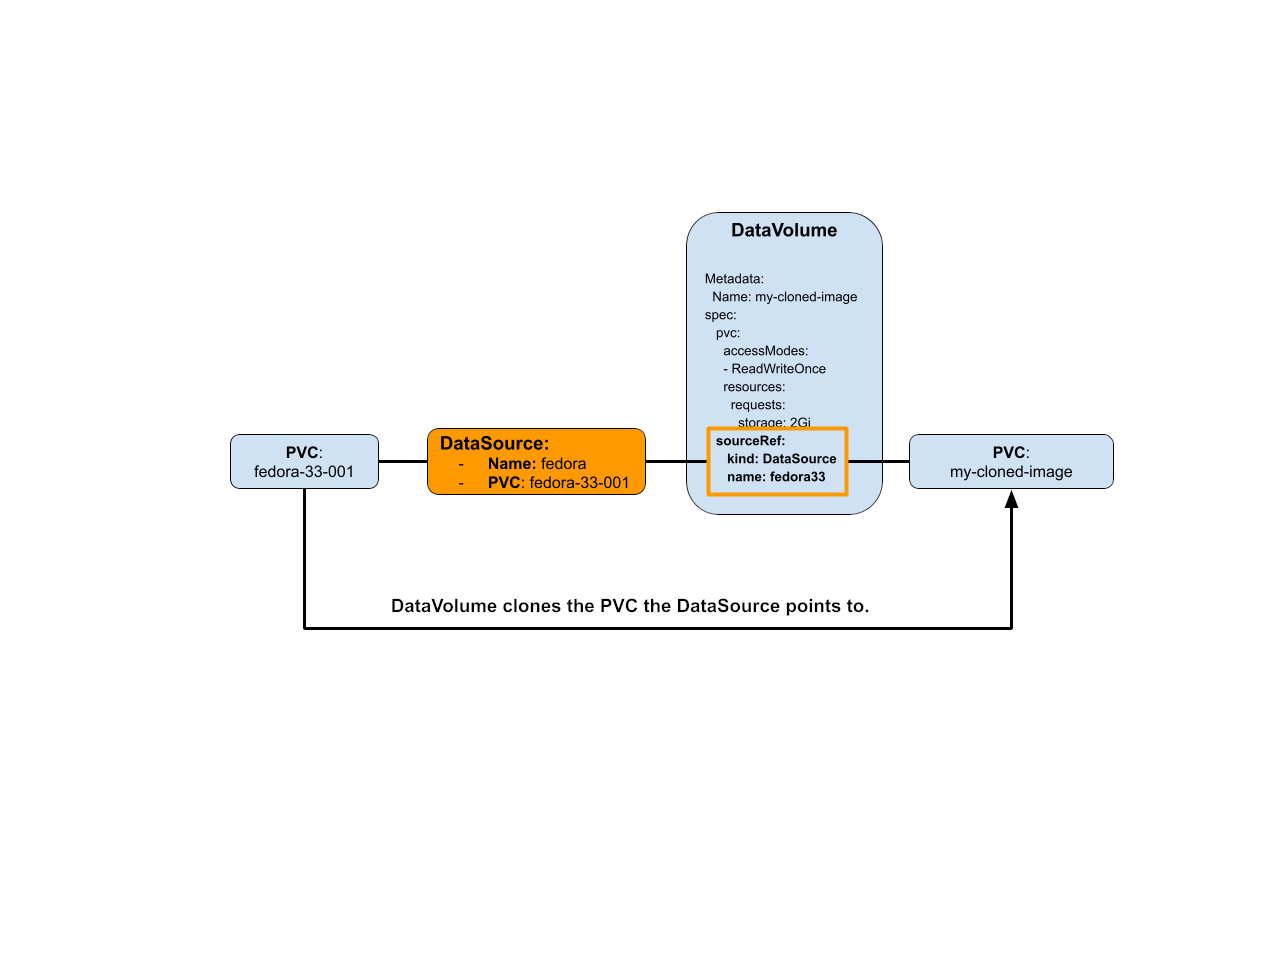 DataVolume
Metadata:
Name: my-cloned-image
spec:
pvc:
accessModes:
- ReadWriteOnce
resources:
requests:
storage: 2Gi
sourceRef:
kind: DataSource
name: fedora33
PVC:
fedora-33-001
DataSource:
- Name: fedora
- PVC: fedora-33-001
PVC:
my-cloned-image
DataVolume clones the PVC the DataSource points to.